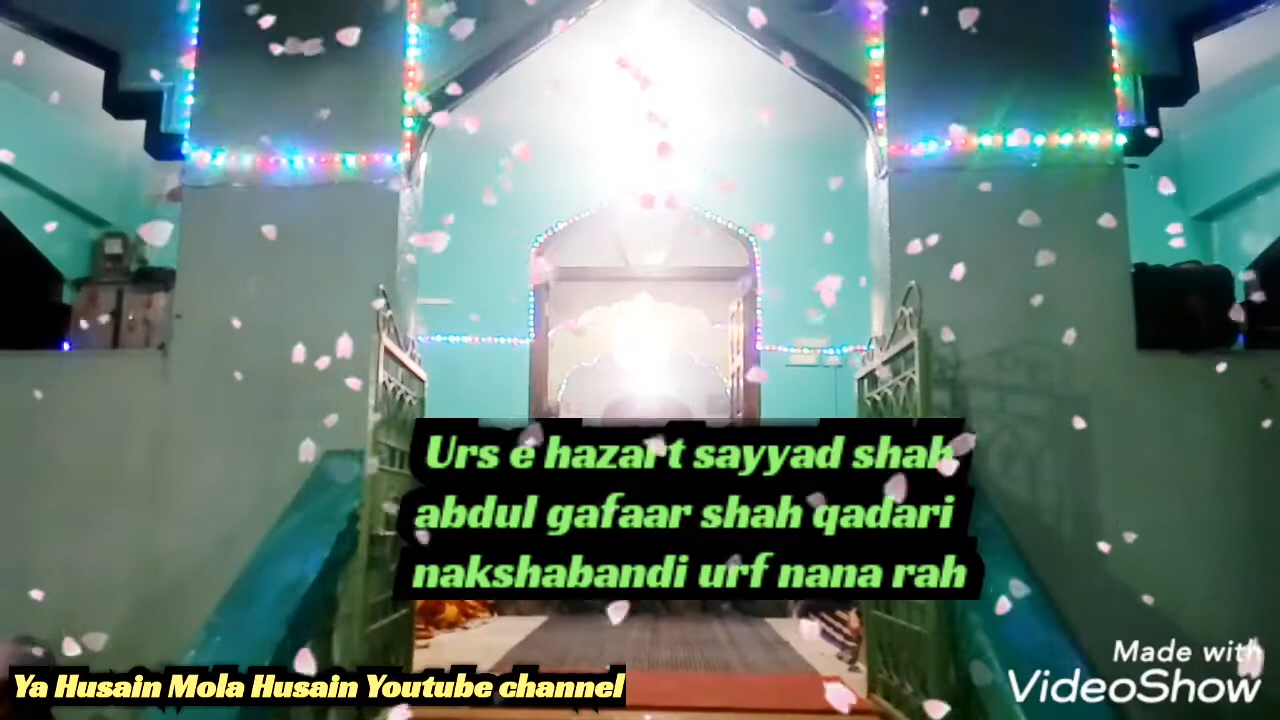 Urs e hazart sayyad shah
abdul gafaar shah qadari
nakshabandi urf nana rah
Ya Husain Mola Husain Youtube channel
Made with
VideoShow